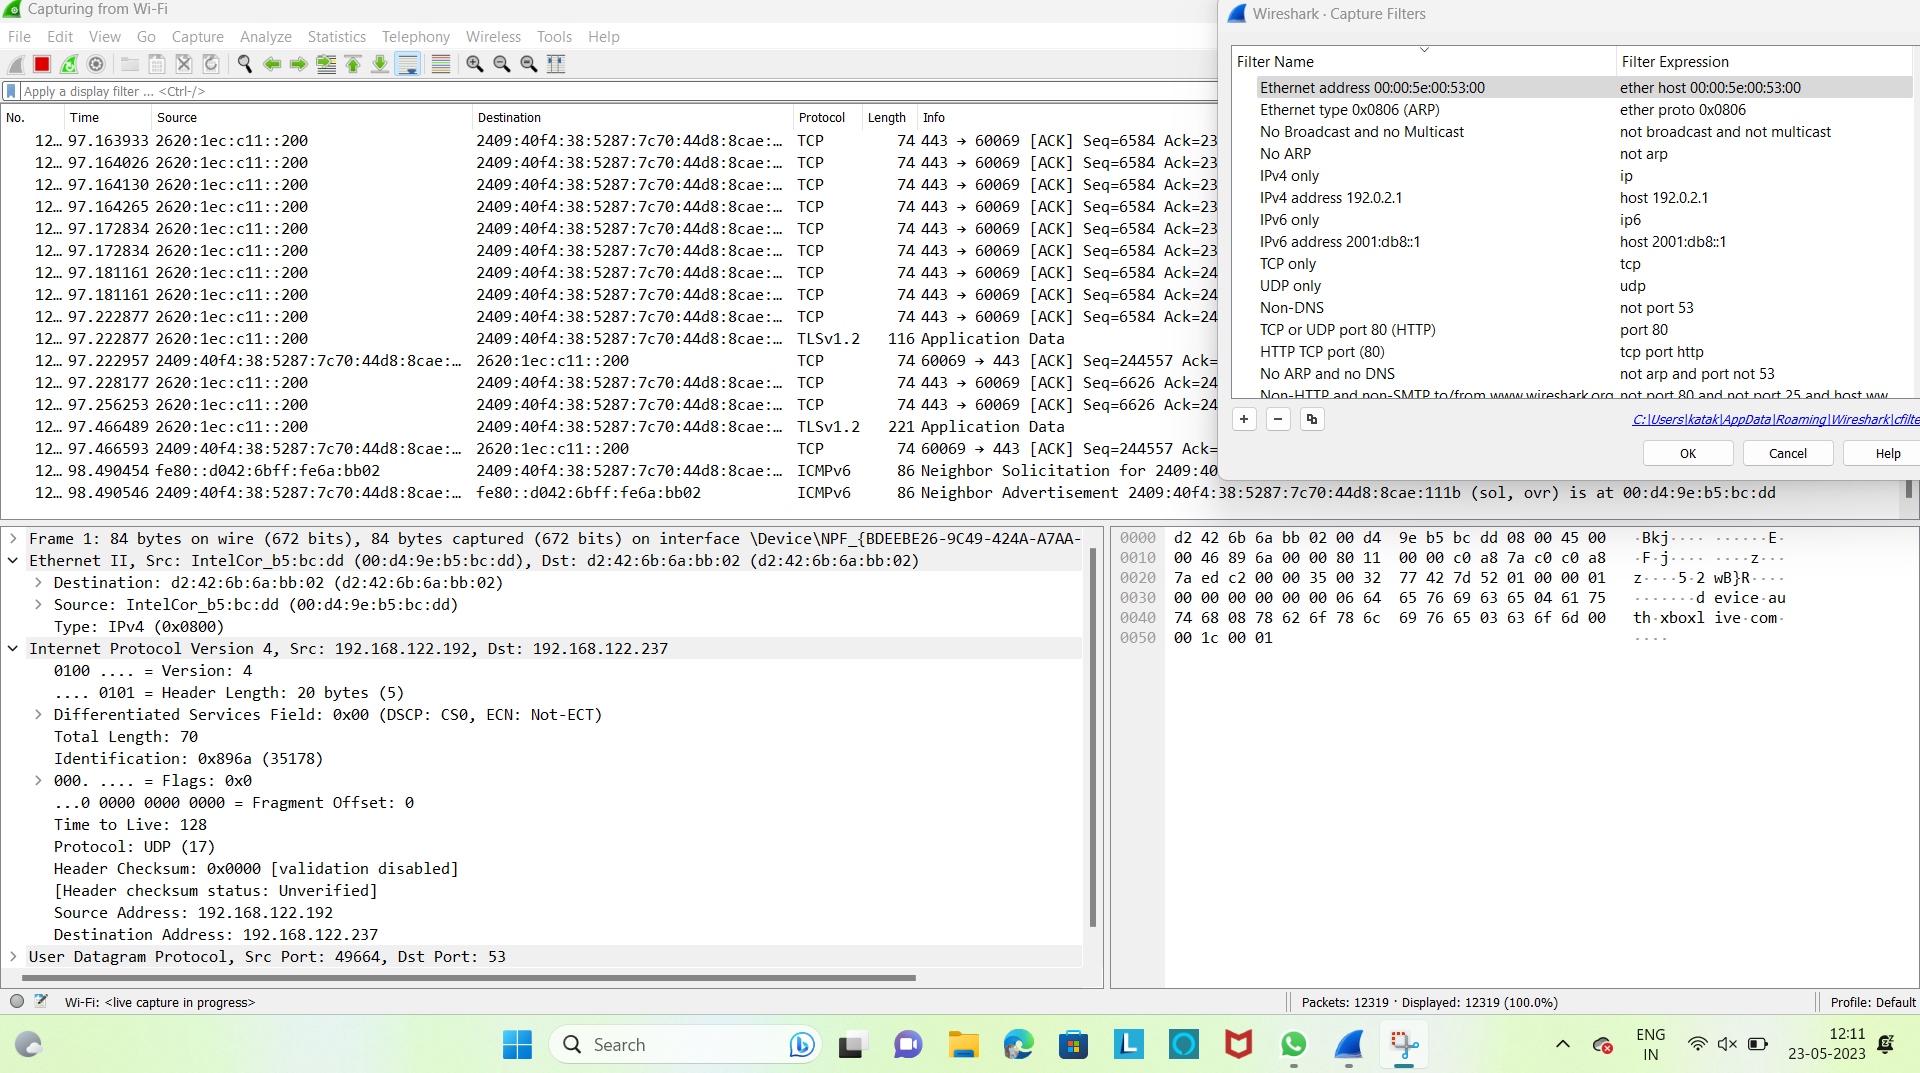 Capturing from Wi-Fi
File Edit View Go Capture Analyze Statistics Telephony Wireless Tools Help
Apply a display filter ... <Ctrl-/>
No. Time Source Destination Protocol Length Info
12… 97.163933 2620:1ec:c11::200 2409:40f4:38:5287:7c70:44d8:8cae:… TCP 74 443 → 60069 [ACK] Seq=6584 Ack=23
12… 97.164026 2620:1ec:c11::200 2409:40f4:38:5287:7c70:44d8:8cae:… TCP 74 443 → 60069 [ACK] Seq=6584 Ack=23
12… 97.164130 2620:1ec:c11::200 2409:40f4:38:5287:7c70:44d8:8cae:… TCP 74 443 → 60069 [ACK] Seq=6584 Ack=23
12… 97.164265 2620:1ec:c11::200 2409:40f4:38:5287:7c70:44d8:8cae:… TCP 74 443 → 60069 [ACK] Seq=6584 Ack=23
12… 97.172834 2620:1ec:c11::200 2409:40f4:38:5287:7c70:44d8:8cae:… TCP 74 443 → 60069 [ACK] Seq=6584 Ack=23
12… 97.172834 2620:1ec:c11::200 2409:40f4:38:5287:7c70:44d8:8cae:… TCP 74 443 → 60069 [ACK] Seq=6584 Ack=23
12… 97.181161 2620:1ec:c11::200 2409:40f4:38:5287:7c70:44d8:8cae:… TCP 74 443 → 60069 [ACK] Seq=6584 Ack=24
12… 97.181161 2620:1ec:c11::200 2409:40f4:38:5287:7c70:44d8:8cae:… TCP 74 443 → 60069 [ACK] Seq=6584 Ack=24
12… 97.222877 2620:1ec:c11::200 2409:40f4:38:5287:7c70:44d8:8cae:… TCP 74 443 → 60069 [ACK] Seq=6584 Ack=24
12… 97.222877 2620:1ec:c11::200 2409:40f4:38:5287:7c70:44d8:8cae:… TLSv1.2 116 Application Data
12… 97.222957 2409:40f4:38:5287:7c70:44d8:8cae:… 2620:1ec:c11::200 TCP 74 60069 → 443 [ACK] Seq=244557 Ack=
12… 97.228177 2620:1ec:c11::200 2409:40f4:38:5287:7c70:44d8:8cae:… TCP 74 443 → 60069 [ACK] Seq=6626 Ack=24
12… 97.256253 2620:1ec:c11::200 2409:40f4:38:5287:7c70:44d8:8cae:… TCP 74 443 → 60069 [ACK] Seq=6626 Ack=24
12… 97.466489 2620:1ec:c11::200 2409:40f4:38:5287:7c70:44d8:8cae:… TLSv1.2 221 Application Data
12… 97.466593 2409:40f4:38:5287:7c70:44d8:8cae:… 2620:1ec:c11::200 TCP 74 60069 → 443 [ACK] Seq=244557 Ack=
12… 98.490454 fe80::d042:6bff:fe6a:bb02 2409:40f4:38:5287:7c70:44d8:8cae:… ICMPv6 86 Neighbor Solicitation for 2409:40
12… 98.490546 2409:40f4:38:5287:7c70:44d8:8cae:… fe80::d042:6bff:fe6a:bb02 ICMPv6 86 Neighbor Advertisement 2409:40f4:38:5287:7c70:44d8:8cae:111b (sol, ovr) is at 00:d4:9e:b5:bc:dd
Wireshark · Capture Filters
Filter Name Filter Expression
Ethernet address 00:00:5e:00:53:00 ether host 00:00:5e:00:53:00
Ethernet type 0x0806 (ARP) ether proto 0x0806
No Broadcast and no Multicast not broadcast and not multicast
No ARP not arp
IPv4 only ip
IPv4 address 192.0.2.1 host 192.0.2.1
IPv6 only ip6
IPv6 address 2001:db8::1 host 2001:db8::1
TCP only tcp
UDP only udp
Non-DNS not port 53
TCP or UDP port 80 (HTTP) port 80
HTTP TCP port (80) tcp port http
No ARP and no DNS not arp and port not 53
Non-HTTP and non-SMTP to/from www.wireshark.org not port 80 and not port 25 and host ww
C:\Users\katak\AppData\Roaming\Wireshark\cfilte
OK Cancel Help
Frame 1: 84 bytes on wire (672 bits), 84 bytes captured (672 bits) on interface \Device\NPF_{BDEEBE26-9C49-424A-A7AA-
Ethernet II, Src: IntelCor_b5:bc:dd (00:d4:9e:b5:bc:dd), Dst: d2:42:6b:6a:bb:02 (d2:42:6b:6a:bb:02)
Destination: d2:42:6b:6a:bb:02 (d2:42:6b:6a:bb:02)
Source: IntelCor_b5:bc:dd (00:d4:9e:b5:bc:dd)
Type: IPv4 (0x0800)
Internet Protocol Version 4, Src: 192.168.122.192, Dst: 192.168.122.237
0100 .... = Version: 4
.... 0101 = Header Length: 20 bytes (5)
Differentiated Services Field: 0x00 (DSCP: CS0, ECN: Not-ECT)
Total Length: 70
Identification: 0x896a (35178)
000. .... = Flags: 0x0
...0 0000 0000 0000 = Fragment Offset: 0
Time to Live: 128
Protocol: UDP (17)
Header Checksum: 0x0000 [validation disabled]
[Header checksum status: Unverified]
Source Address: 192.168.122.192
Destination Address: 192.168.122.237
User Datagram Protocol, Src Port: 49664, Dst Port: 53
0000 d2 42 6b 6a bb 02 00 d4 9e b5 bc dd 08 00 45 00 ·Bkj···· ······E·
0010 00 46 89 6a 00 00 80 11 00 00 c0 a8 7a c0 c0 a8 ·F·j···· ····z···
0020 7a ed c2 00 00 35 00 32 77 42 7d 52 01 00 00 01 z····5·2 wB}R····
0030 00 00 00 00 00 00 06 64 65 76 69 63 65 04 61 75 ·······d evice·au
0040 74 68 08 78 62 6f 78 6c 69 76 65 03 63 6f 6d 00 th·xboxl ive·com·
0050 00 1c 00 01 ····
Wi-Fi: <live capture in progress> Packets: 12319 · Displayed: 12319 (100.0%) Profile: Default
Search
ENG
IN
12:11
23-05-2023